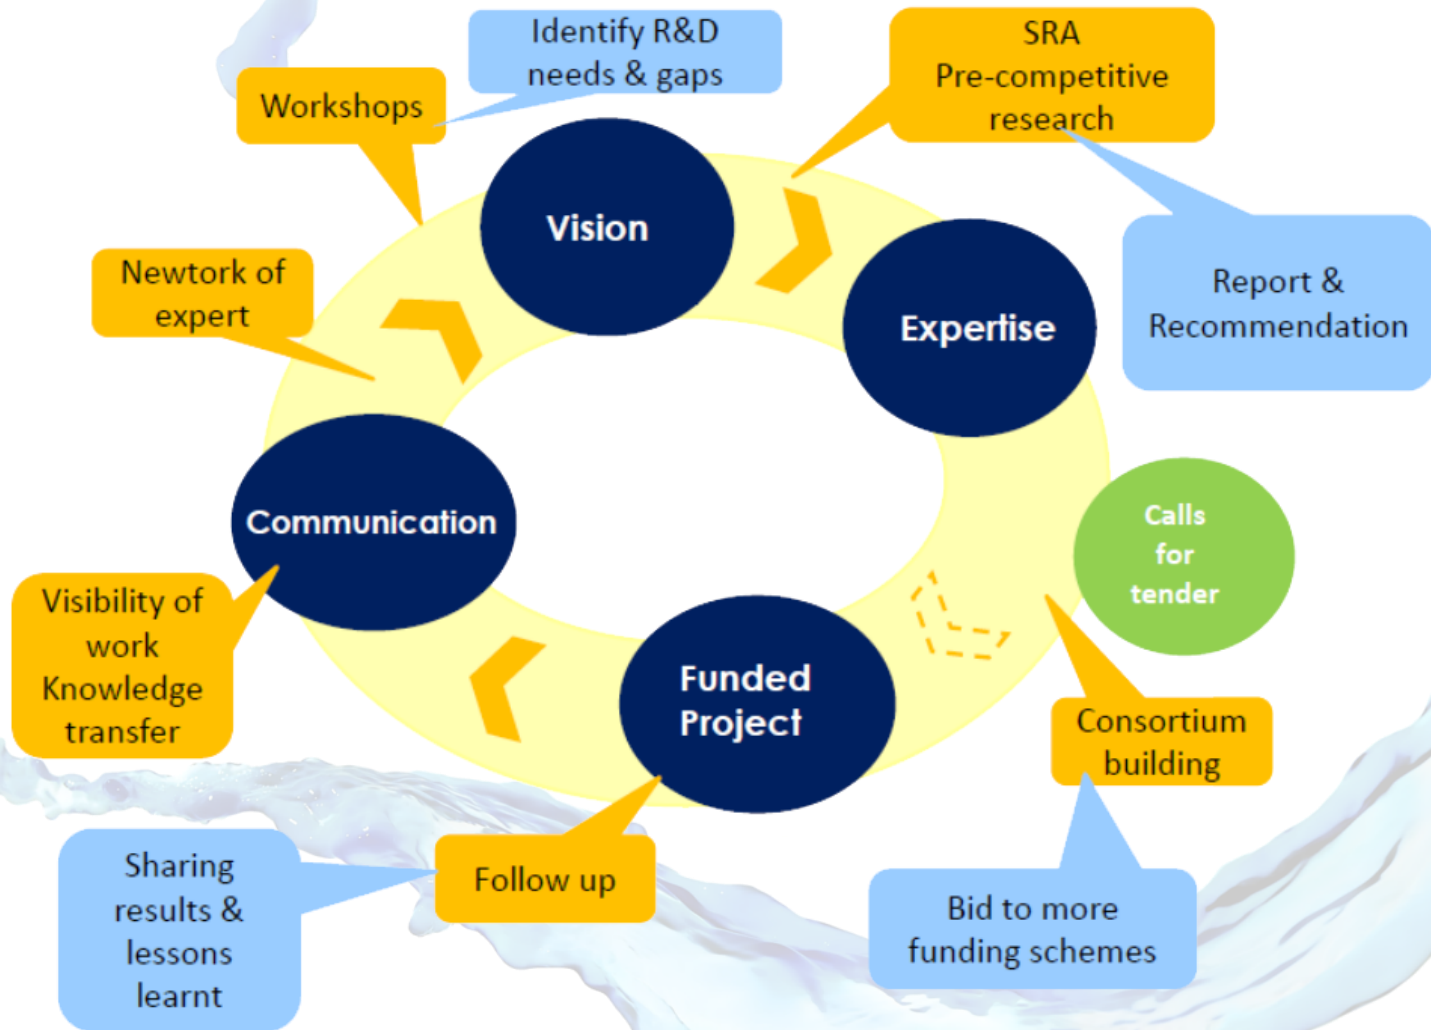 Identify R&D
needs & gaps
SRA
Pre-competitive
research
Workshops
Vision
Newtork of
expert
Report &
Recommendation
Expertise
Communication
Calls
for
tender
Visibility of
work
Knowledge
transfer
Funded
Project
Consortium
building
Sharing
results &
lessons
learnt
Follow up
Bid to more
funding schemes